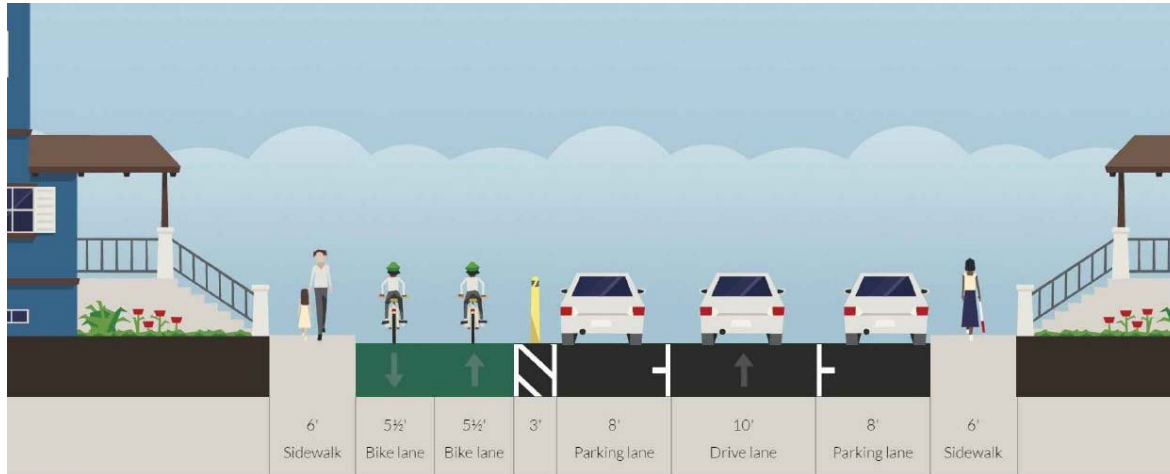 6' 5½' 5½' 3' 8' 10' 8' 6'
Sidewalk Bike lane Bike lane Parking lane Drive lane Parking lane Sidewalk